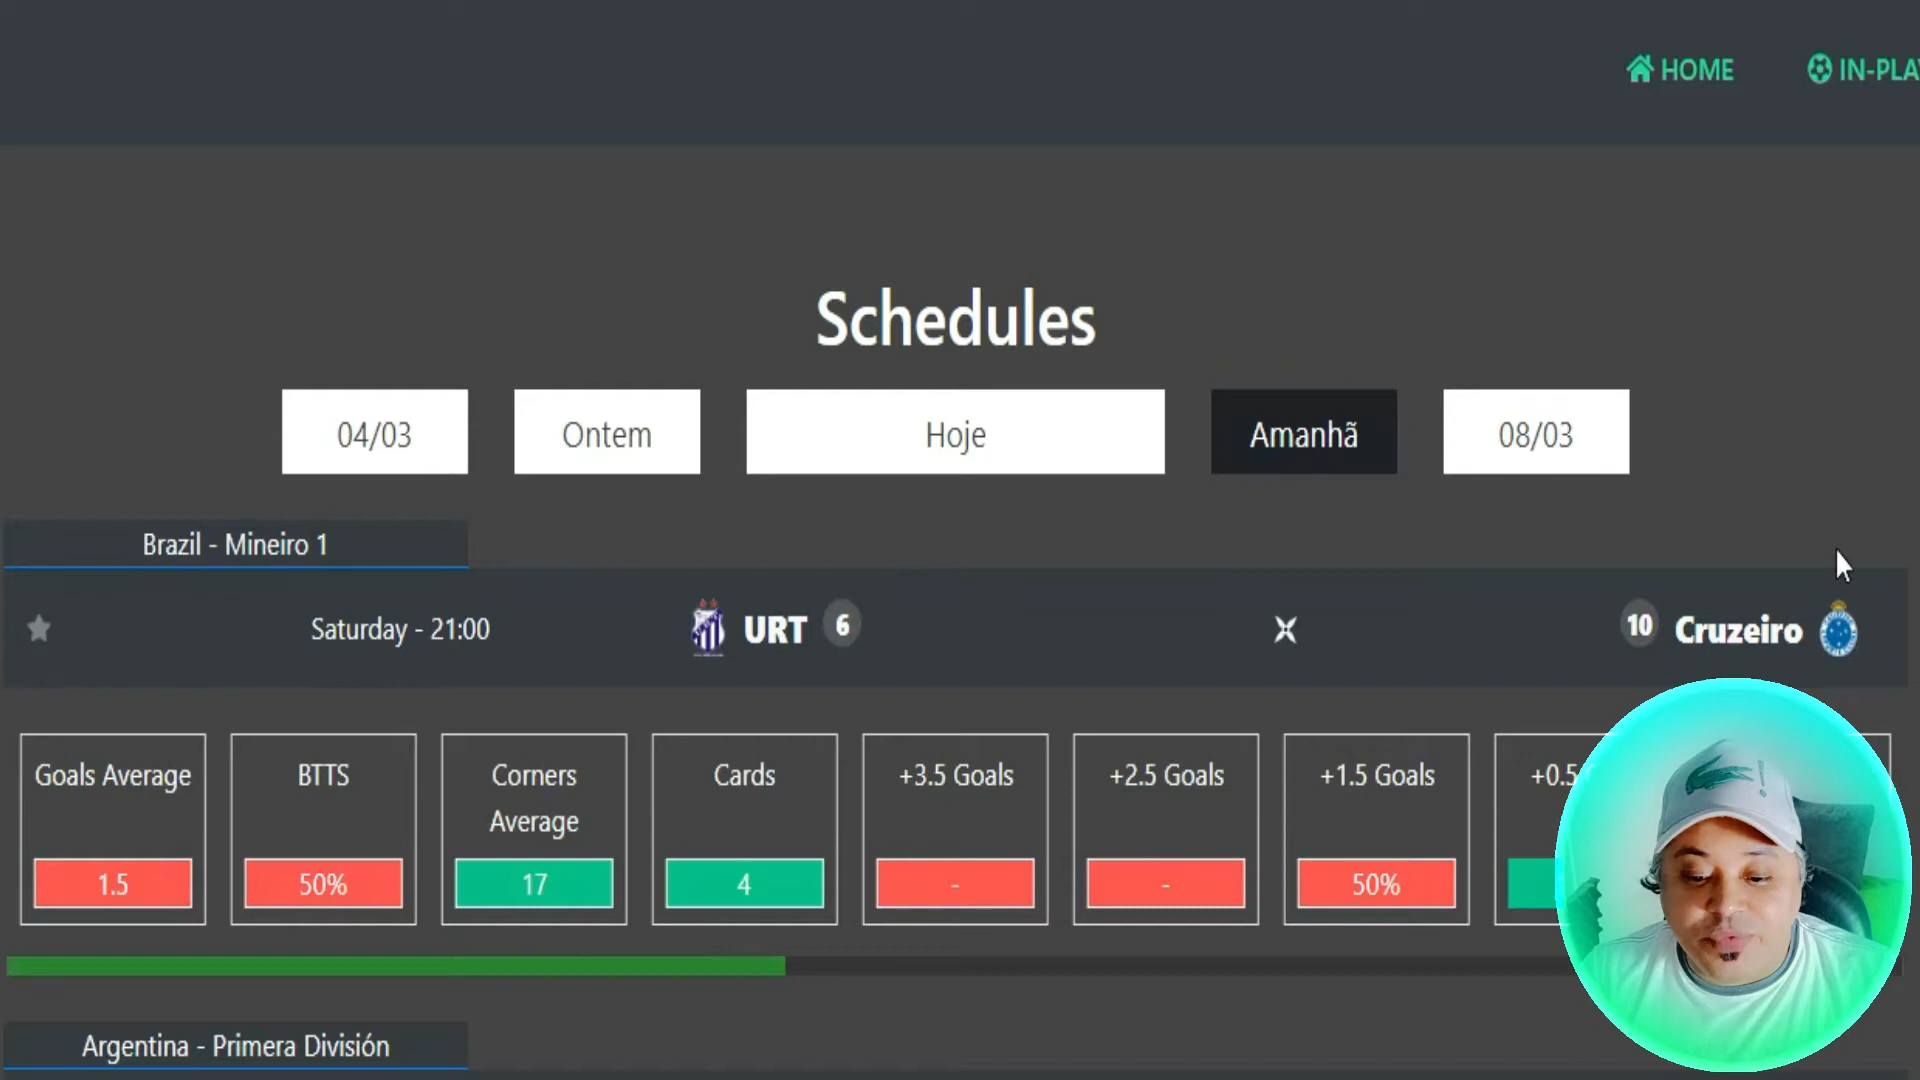 HOME
IN-PLA
Schedules
04/03
Ontem
Hoje
Amanhã
08/03
Brazil - Mineiro 1
Saturday - 21:00
URT
6
10
Cruzeiro
Goals Average
1.5
BTTS
50%
Corners
Average
17
Cards
4
+3.5 Goals
-
+2.5 Goals
-
+1.5 Goals
50%
+0.5
Argentina - Primera División